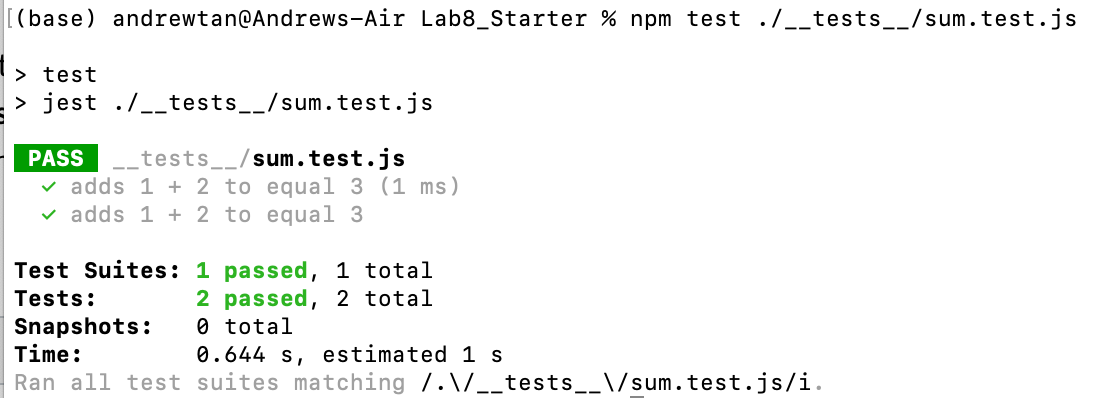 [(base) andrewtan@Andrews-Air Lab8_Starter % npm test ./__tests__/sum.test.js
> test
> jest ./__tests__/sum.test.js
PASS __tests__/sum.test.js
✓ adds 1 + 2 to equal 3 (1 ms)
✓ adds 1 + 2 to equal 3
Test Suites: 1 passed, 1 total
Tests: 2 passed, 2 total
Snapshots: 0 total
Time: 0.644 s, estimated 1 s
Ran all test suites matching /.\/__tests__\/sum.test.js/i.